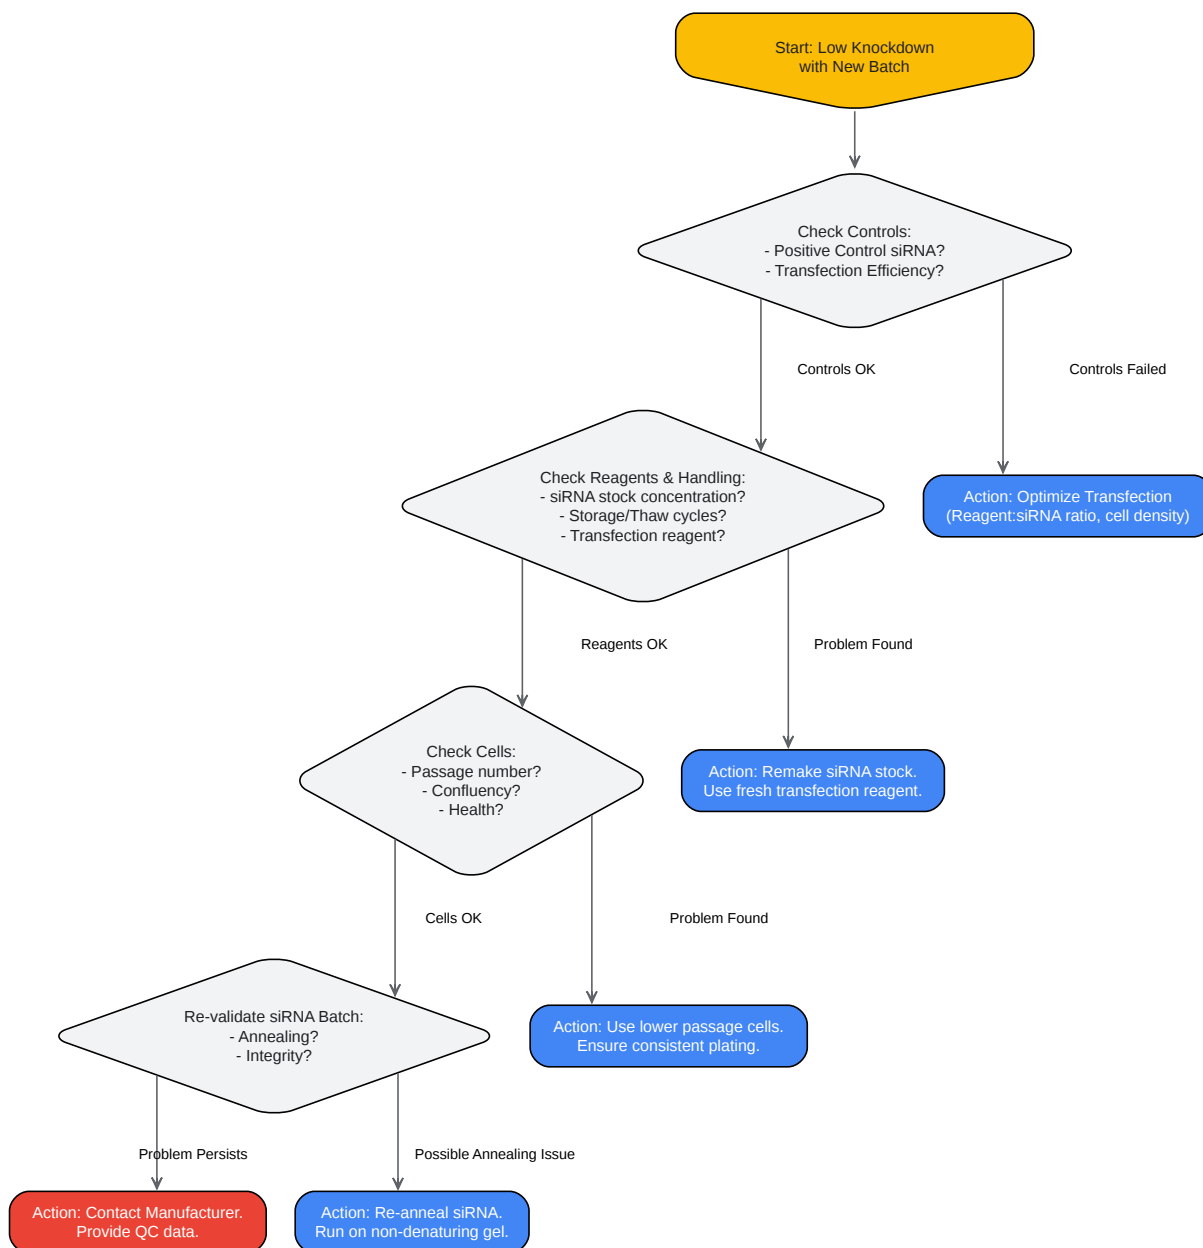 Start: Low Knockdown
with New Batch
Check Controls:
- Positive Control siRNA?
- Transfection Efficiency?
Controls OK
Controls Failed
Check Reagents & Handling:
- siRNA stock concentration?
- Storage/Thaw cycles?
- Transfection reagent?
Action: Optimize Transfection
(Reagent:siRNA ratio, cell density)
Reagents OK
Problem Found
Check Cells:
- Passage number?
- Confluency?
- Health?
Action: Remake siRNA stock.
Use fresh transfection reagent.
Cells OK
Problem Found
Re-validate siRNA Batch:
- Annealing?
- Integrity?
Action: Use lower passage cells.
Ensure consistent plating.
Problem Persists
Possible Annealing Issue
Action: Contact Manufacturer.
Provide QC data.
Action: Re-anneal siRNA.
Run on non-denaturing gel.